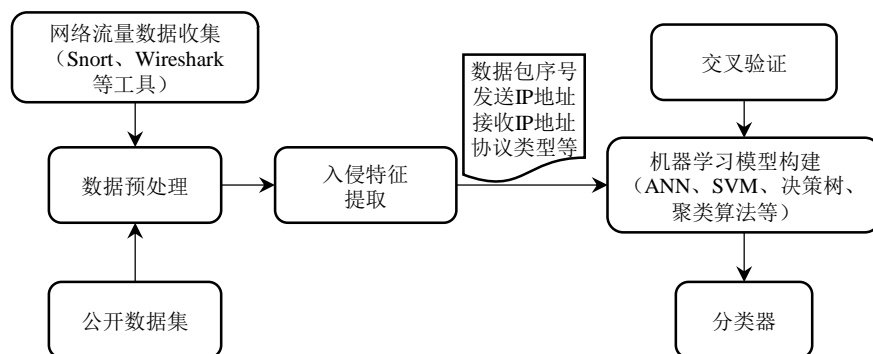 网络流量数据收集
（Snort、Wireshark
等工具）
数据包序号
发送IP地址
接收IP地址
协议类型等
交叉验证
数据预处理
入侵特征
提取
机器学习模型构建
（ANN、SVM、决策树、
聚类算法等）
公开数据集
分类器